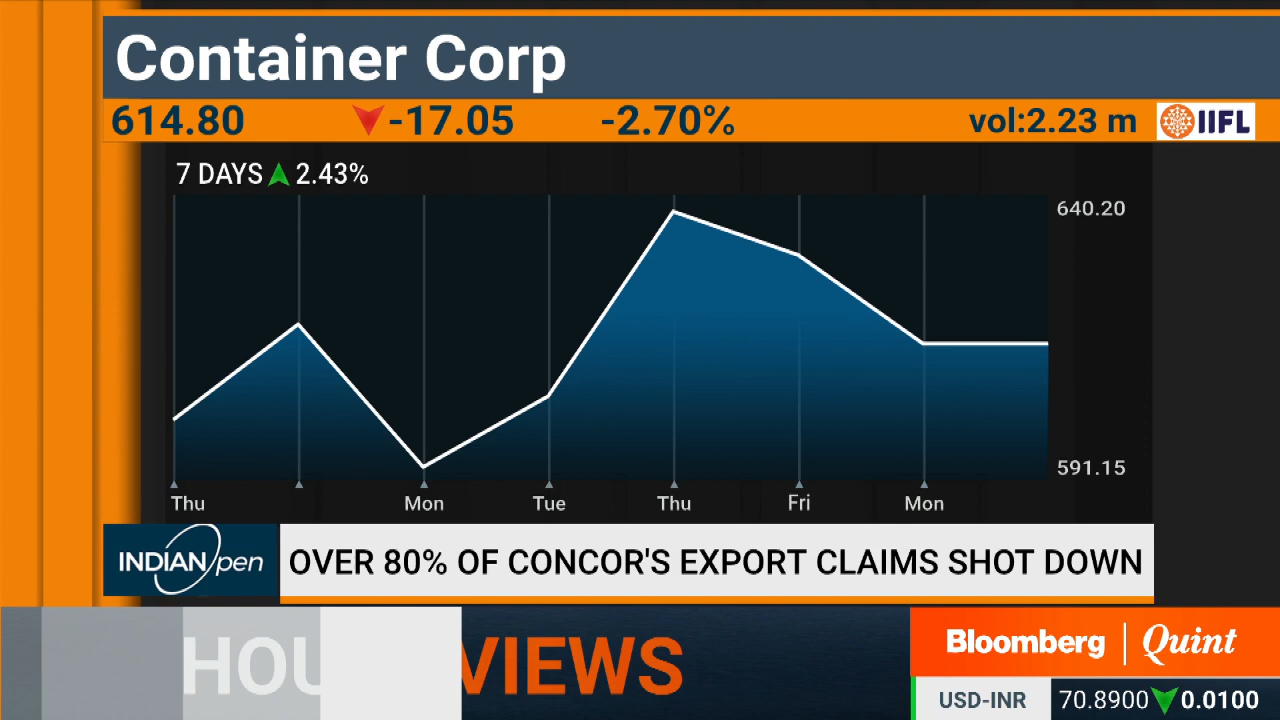 Container Corp
614.80 -17.05 -2.70% vol:2.23 m IIFL
7 DAYS 2.43%
640.20
591.15
Thu Mon Tue Thu Fri Mon
INDIAN pen OVER 80% OF CONCOR'S EXPORT CLAIMS SHOT DOWN
VIEWS
Bloomberg | Quint
USD-INR 70.8900 0.0100